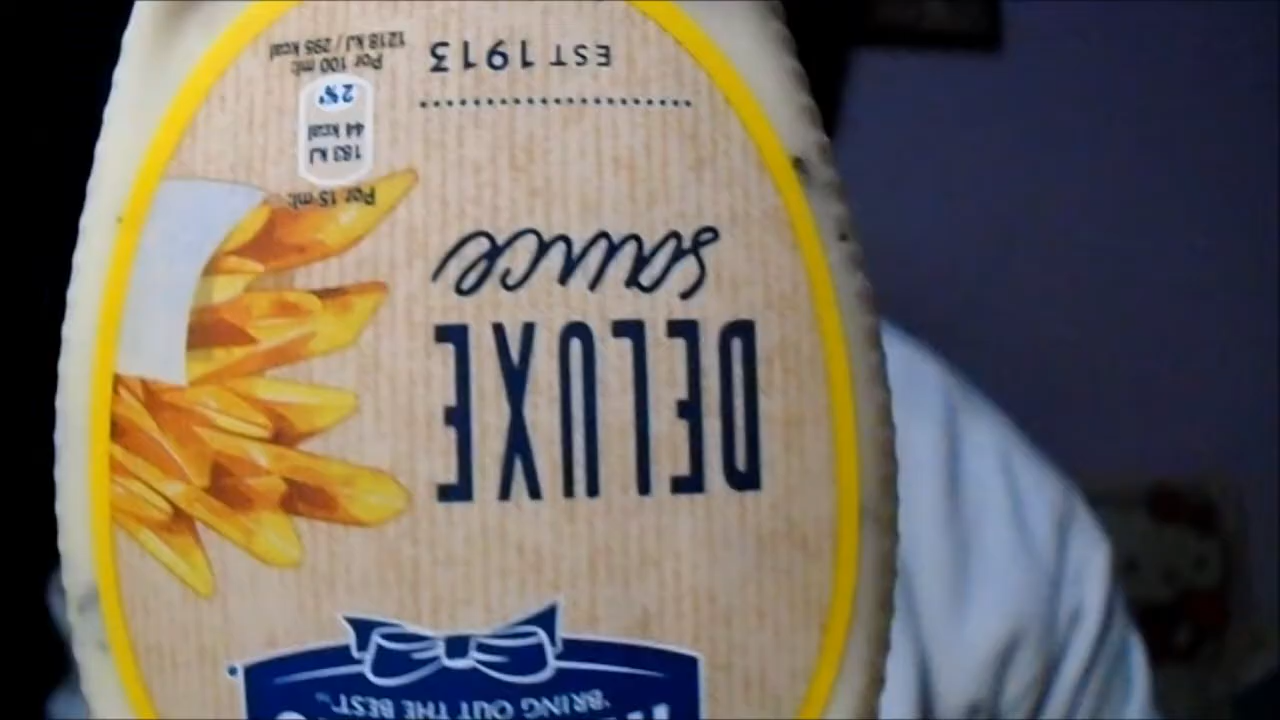 'BRING OUT THE BEST'™
DELUXE
sauce
EST 1913
Por 15 ml:
183 kJ
44 kcal
2%*
Por 100 ml:
1218 kJ / 295 kcal